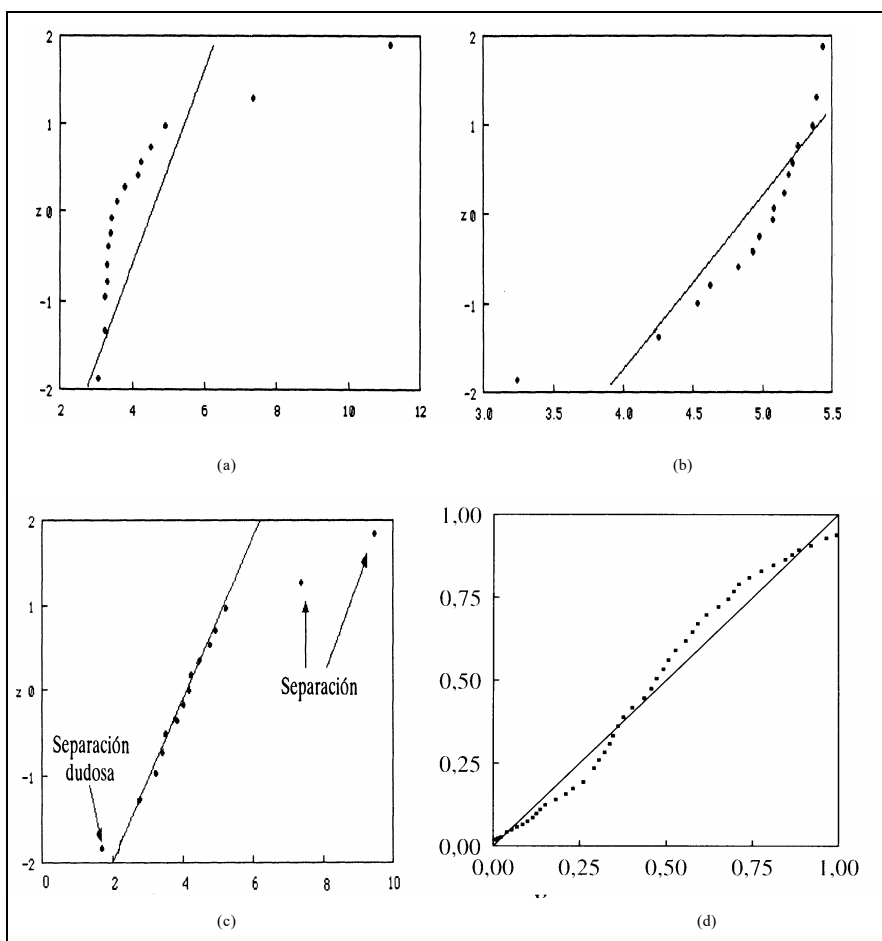 2
1
z 0
-1
-2
2 4 6 8 10 12
(a)
2
1
z 0
-1
-2
3.0 3.5 4.0 4.5 5.0 5.5
(b)
2
1
z 0
-1
-2
0 2 4 6 8 10
Separación
dudosa
Separación
(c)
1,00
0,75
0,50
0,25
0,00
0,00 0,25 0,50 0,75 1,00
(d)